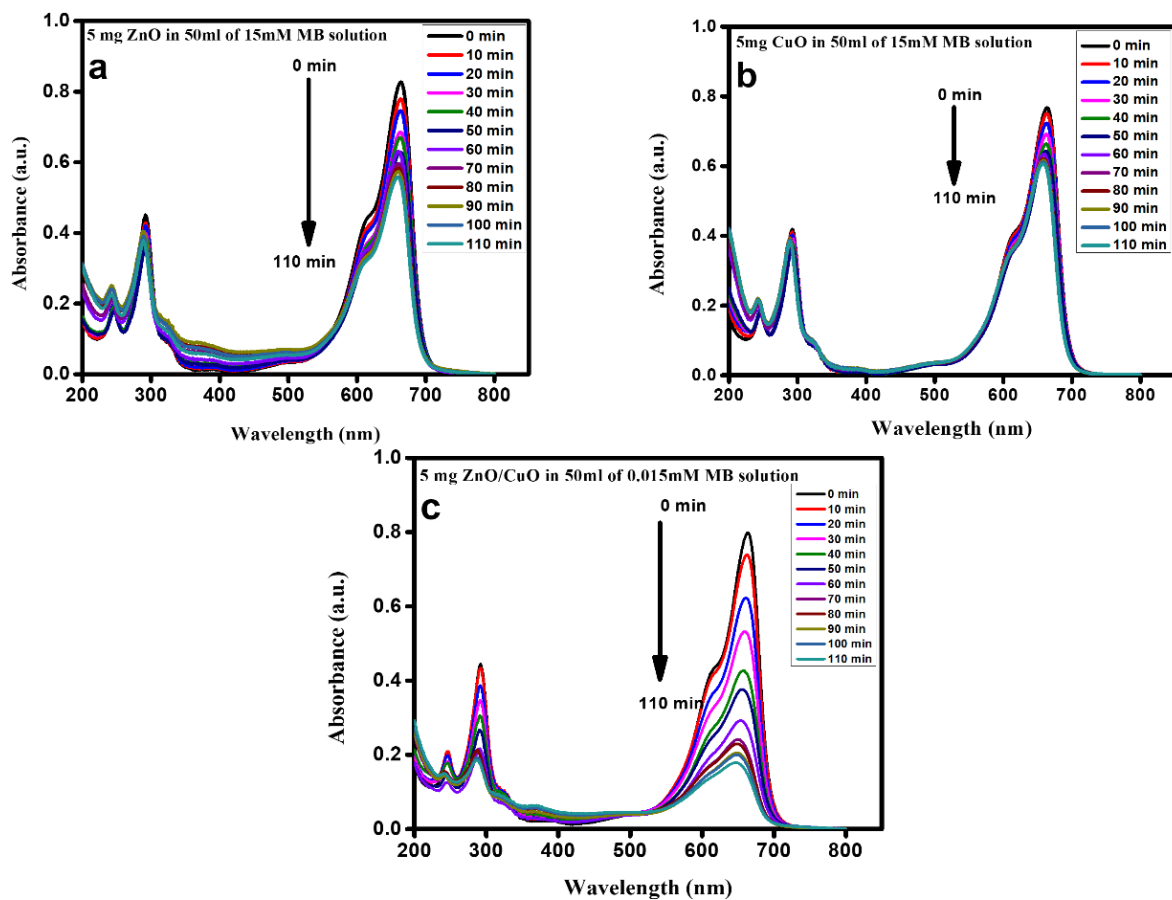 5 mg ZnO in 50ml of 15mM MB solution
a
0 min
110 min
0 min
10 min
20 min
30 min
40 min
50 min
60 min
70 min
80 min
90 min
100 min
110 min
1.0
0.8
0.6
0.4
0.2
0.0
Absorbance (a.u.)
200 300 400 500 600 700 800
Wavelength (nm)
5mg CuO in 50ml of 15mM MB solution
b
0 min
110 min
0 min
10 min
20 min
30 min
40 min
50 min
60 min
70 min
80 min
90 min
100 min
110 min
1.0
0.8
0.6
0.4
0.2
0.0
Absorbance (a.u.)
200 300 400 500 600 700 800
Wavelength (nm)
5 mg ZnO/CuO in 50ml of 0.015mM MB solution
c
0 min
110 min
0 min
10 min
20 min
30 min
40 min
50 min
60 min
70 min
80 min
90 min
100 min
110 min
1.0
0.8
0.6
0.4
0.2
0.0
Absorbance (a.u.)
200 300 400 500 600 700 800
Wavelength (nm)